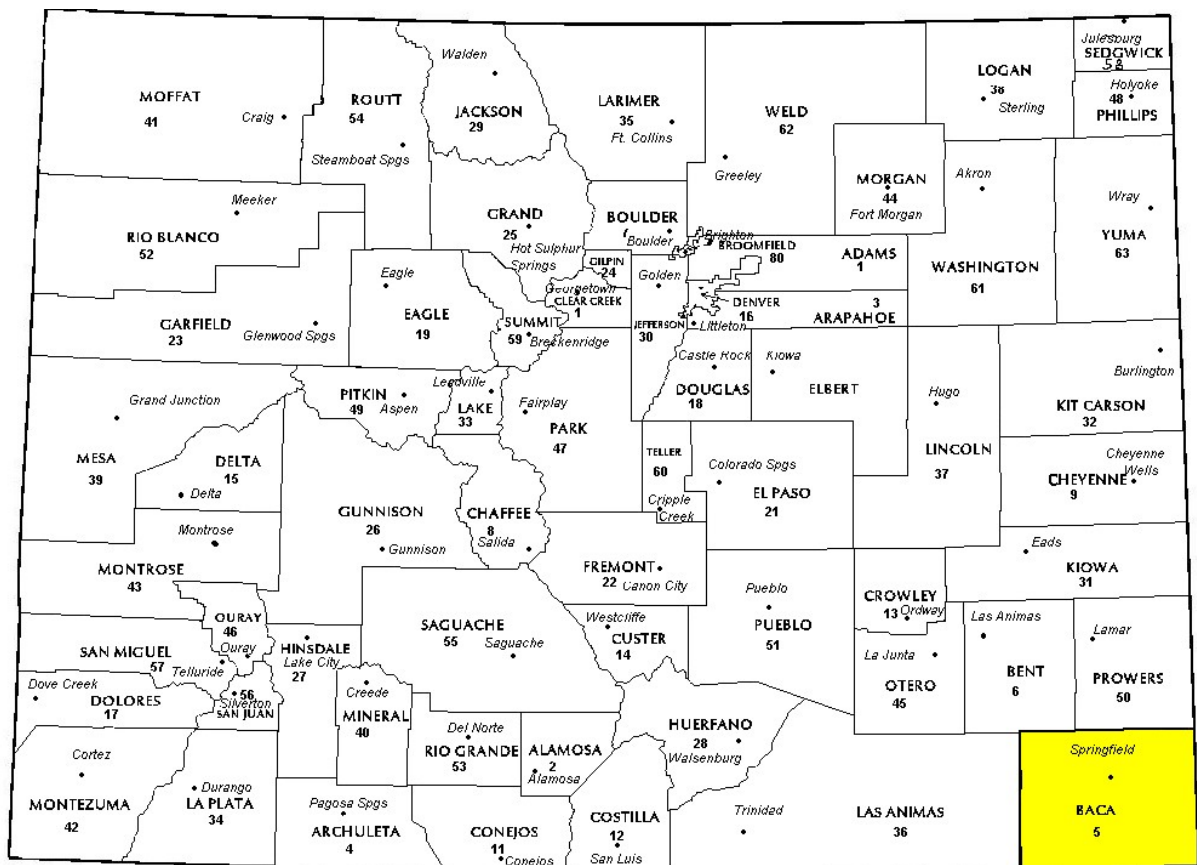 Julesburg
SEDGWICK
58
Walden
LOGAN
38
Sterling
Holyoke
48
PHILLIPS
MOFFAT
41
Craig
ROUTT
54
Steamboat Spgs
JACKSON
29
LARIMER
35
Ft. Collins
WELD
62
Greeley
MORGAN
44
Fort Morgan
Akron
WASHINGTON
61
Wray
YUMA
63
Meeker
RIO BLANCO
52
GRAND
25
Hot Sulphur
Springs
BOULDER
Boulder
Brighton
BROOMFIELD
80
ADAMS
1
GILPIN
24
Georgetown
CLEAR CREEK
1
Golden
JEFFERSON
30
DENVER
16
Littleton
3
ARAPAHOE
Eagle
EAGLE
19
SUMMIT
59
Breckenridge
GARFIELD
23
Glenwood Spgs
Castle Rock
DOUGLAS
18
Kiowa
ELBERT
Hugo
LINCOLN
37
Burlington
KIT CARSON
32
Grand Junction
MESA
39
PITKIN
49
Aspen
Leadville
LAKE
33
Fairplay
PARK
47
TELLER
60
Cripple
Creek
Colorado Spgs
EL PASO
21
Cheyenne
Wells
CHEYENNE
9
DELTA
15
Delta
GUNNISON
26
Gunnison
CHAFFEE
8
Salida
Montrose
MONTROSE
43
FREMONT
22
Canon City
Pueblo
PUEBLO
51
CROWLEY
13
Ordway
Eads
KIOWA
31
OURAY
46
Ouray
SAN MIGUEL
57
Telluride
HINSDALE
Lake City
27
SAGUACHE
55
Saguache
Westcliffe
CUSTER
14
La Junta
OTERO
45
Las Animas
BENT
6
Lamar
PROWERS
50
Dove Creek
DOLORES
17
56
Silverton
SAN JUAN
Creede
MINERAL
40
Del Norte
RIO GRANDE
53
ALAMOSA
2
Alamosa
HUERFANO
28
Walsenburg
Cortez
MONTEZUMA
42
Durango
LA PLATA
34
Pagosa Spgs
ARCHULETA
4
CONEJOS
11
Conejos
COSTILLA
12
San Luis
Trinidad
LAS ANIMAS
36
Springfield
BACA
5